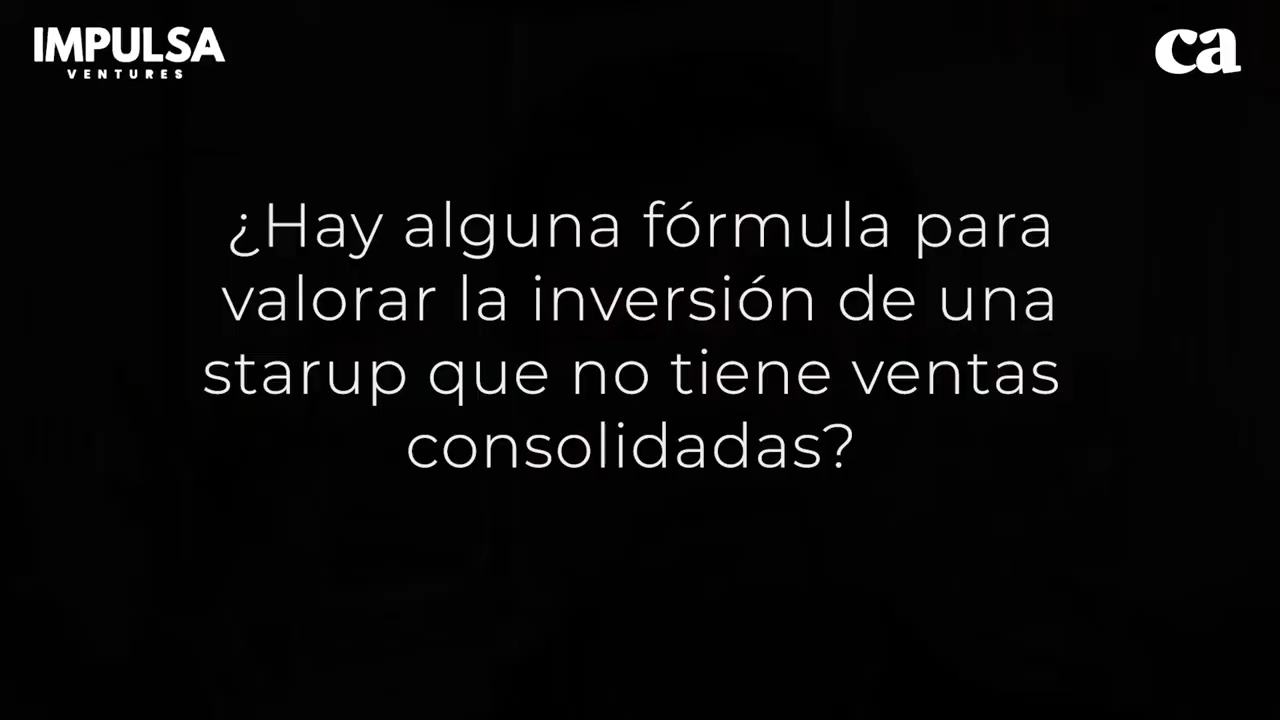 IMPULSA
VENTURES
ca
¿Hay alguna fórmula para
valorar la inversión de una
starup que no tiene ventas
consolidadas?